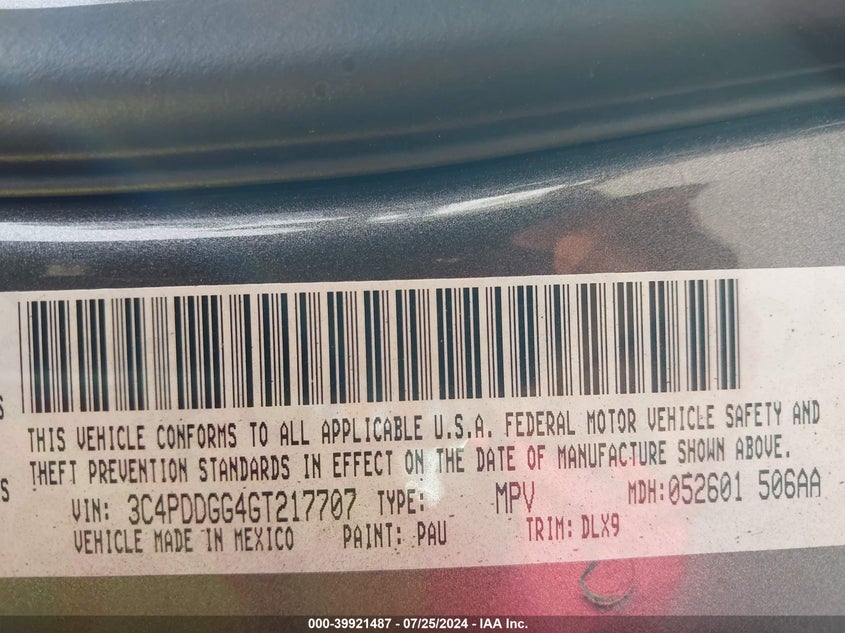 THIS VEHICLE CONFORMS TO ALL APPLICABLE U.S.A. FEDERAL MOTOR VEHICLE SAFETY AND
S
THEFT PREVENTION STANDARDS IN EFFECT ON THE DATE OF MANUFACTURE SHOWN ABOVE.
S
VIN: 3C4PDDGG4GT217707 TYPE: MPV MDH:052601 506AA
VEHICLE MADE IN MEXICO PAINT: PAU TRIM: DLX9
000-39921487 - 07/25/2024 - IAA Inc.